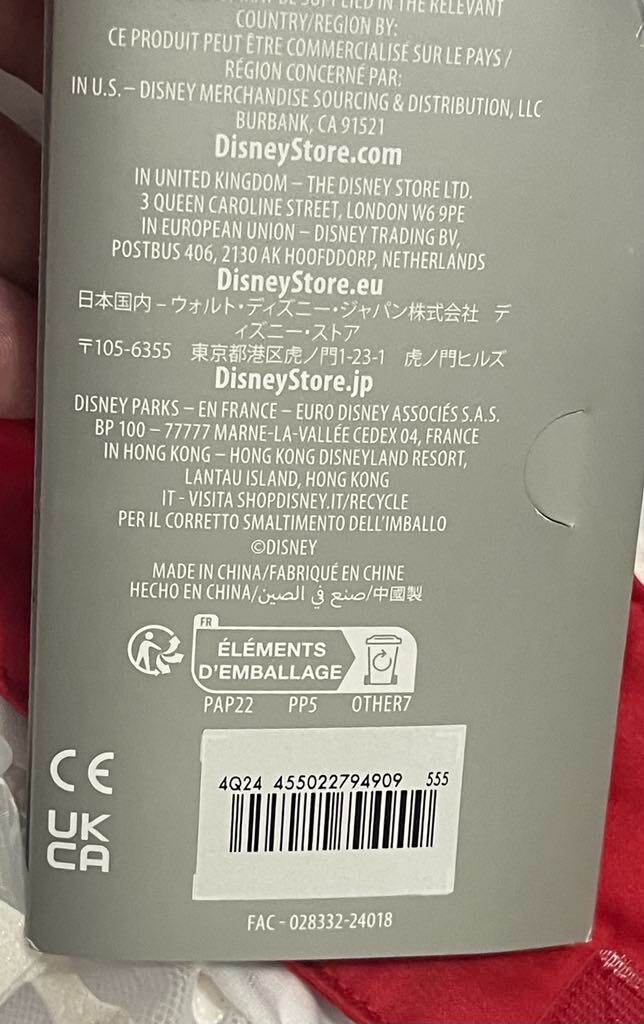 BE SUPPLIED IN THE RELEVANT
COUNTRY/REGION BY:
CE PRODUIT PEUT ÊTRE COMMERCIALISÉ SUR LE PAYS /
RÉGION CONCERNÉ PAR:
IN U.S. – DISNEY MERCHANDISE SOURCING & DISTRIBUTION, LLC
BURBANK, CA 91521
DisneyStore.com
IN UNITED KINGDOM – THE DISNEY STORE LTD.
3 QUEEN CAROLINE STREET, LONDON W6 9PE
IN EUROPEAN UNION – DISNEY TRADING BV,
POSTBUS 406, 2130 AK HOOFDDORP, NETHERLANDS
DisneyStore.eu
日本国内 – ウォルト・ディズニー・ジャパン株式会社 デ
ィズニー・ストア
〒105-6355 東京都港区虎ノ門1-23-1 虎ノ門ヒルズ
DisneyStore.jp
DISNEY PARKS – EN FRANCE – EURO DISNEY ASSOCIÉS S.A.S.
BP 100 – 77777 MARNE-LA-VALLÉE CEDEX 04, FRANCE
IN HONG KONG – HONG KONG DISNEYLAND RESORT,
LANTAU ISLAND, HONG KONG
IT - VISITA SHOPDISNEY.IT/RECYCLE
PER IL CORRETTO SMALTIMENTO DELL'IMBALLO
©DISNEY
MADE IN CHINA/FABRIQUÉ EN CHINE
HECHO EN CHINA/صنع في الصين/中國製
FR
ÉLÉMENTS
D'EMBALLAGE
PAP22 PP5 OTHER7
CE
UK
CA
4Q24 455022794909 555
FAC - 028332-24018